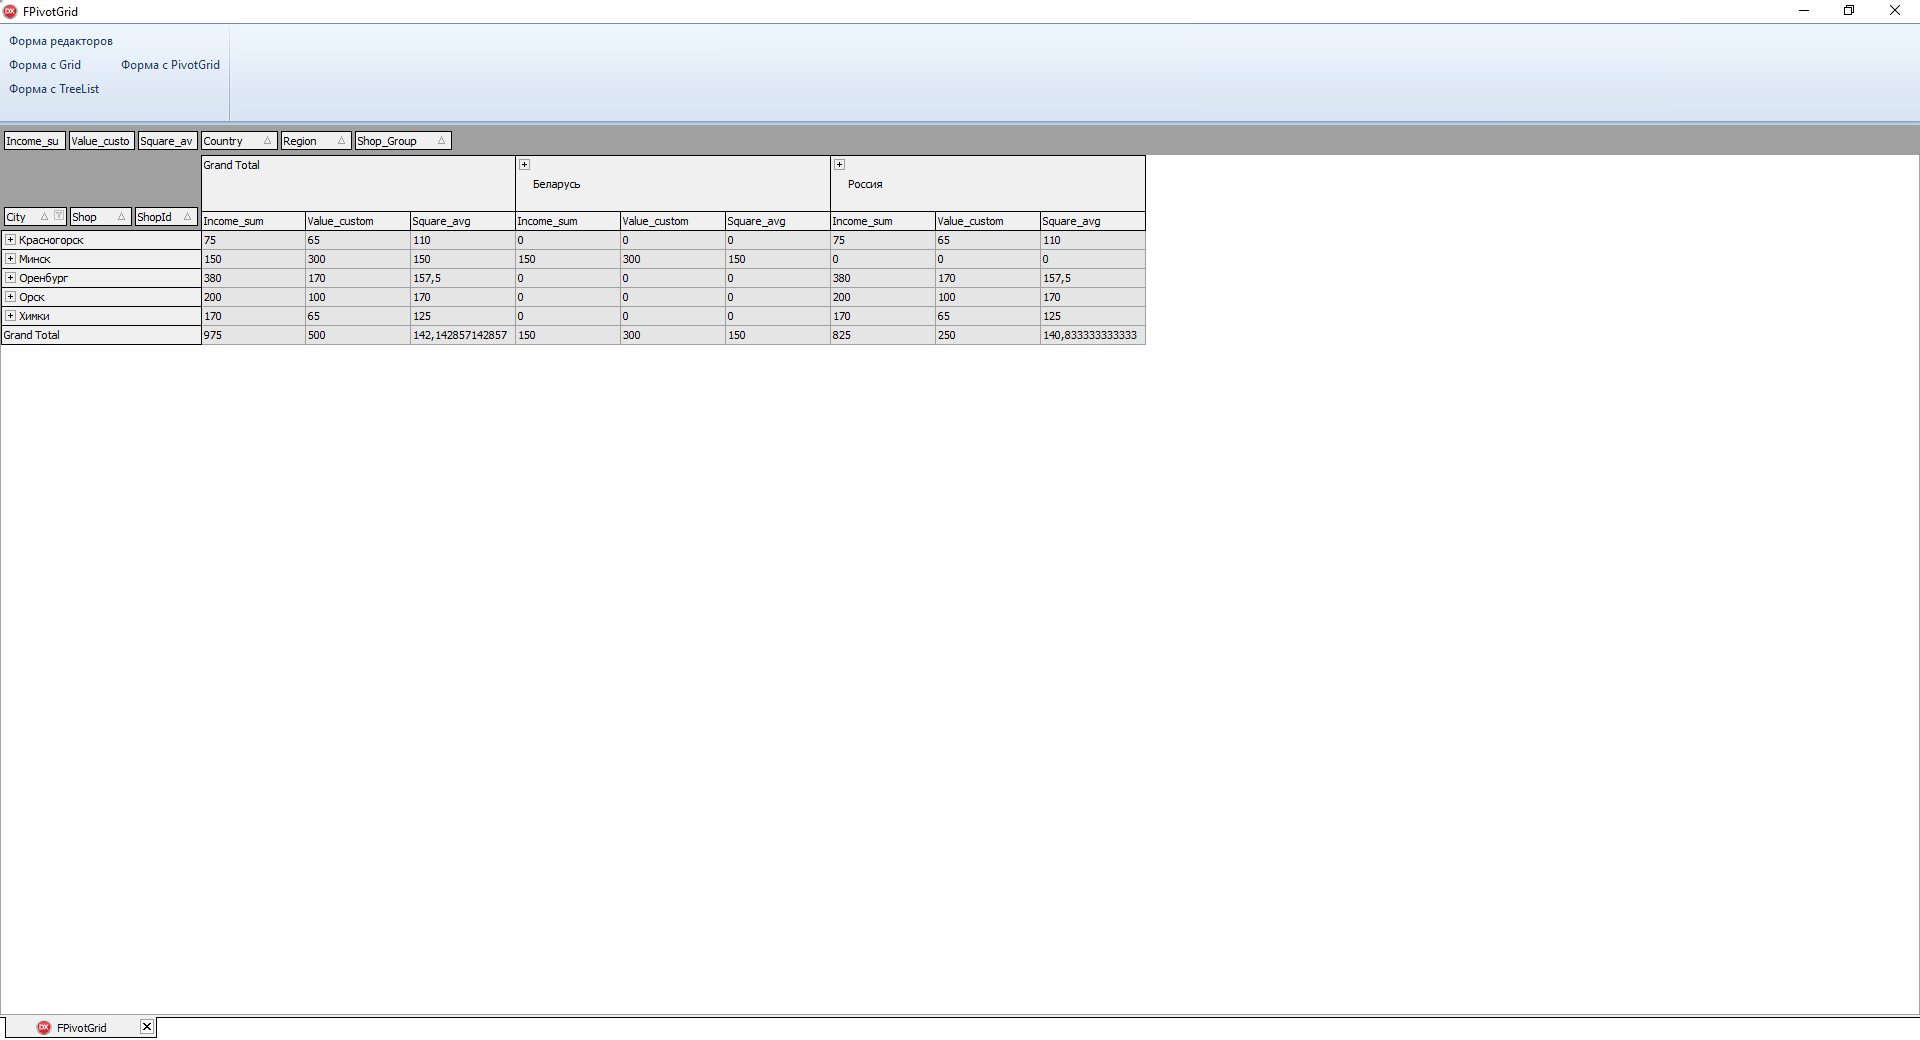 FPivotGrid
Форма редакторов
Форма с Grid Форма с PivotGrid
Форма с TreeList
Income_su Value_custo Square_av Country Region Shop_Group
Grand Total
Беларусь Россия
City Shop ShopId Income_sum Value_custom Square_avg Income_sum Value_custom Square_avg Income_sum Value_custom Square_avg
Красногорск 75 65 110 0 0 0 75 65 110
Минск 150 300 150 150 300 150 0 0 0
Оренбург 380 170 157,5 0 0 0 380 170 157,5
Орск 200 100 170 0 0 0 200 100 170
Химки 170 65 125 0 0 0 170 65 125
Grand Total 975 500 142,142857142857 150 300 150 825 250 140,833333333333
FPivotGrid